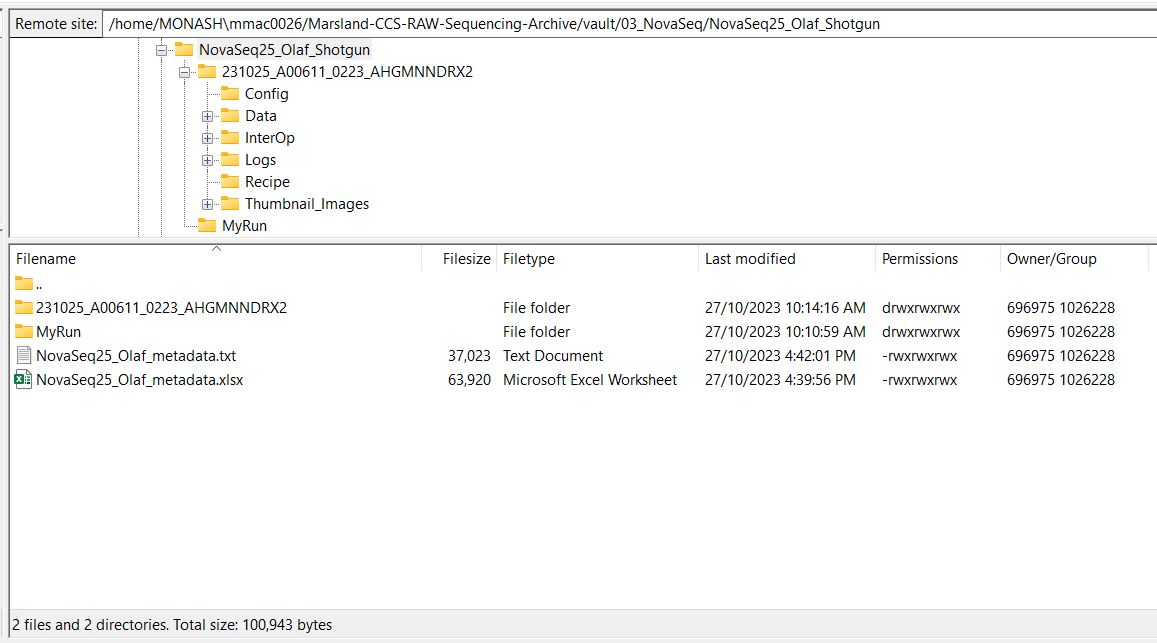 Remote site: /home/MONASH\mmac0026/Marsland-CCS-RAW-Sequencing-Archive/vault/03_NovaSeq/NovaSeq25_Olaf_Shotgun
NovaSeq25_Olaf_Shotgun
231025_A00611_0223_AHGMNNDRX2
Config
Data
InterOp
Logs
Recipe
Thumbnail_Images
MyRun
Filename Filesize Filetype Last modified Permissions Owner/Group
..
231025_A00611_0223_AHGMNNDRX2 File folder 27/10/2023 10:14:16 AM drwxrwxrwx 696975 1026228
MyRun File folder 27/10/2023 10:10:59 AM drwxrwxrwx 696975 1026228
NovaSeq25_Olaf_metadata.txt 37,023 Text Document 27/10/2023 4:42:01 PM -rwxrwxrwx 696975 1026228
NovaSeq25_Olaf_metadata.xlsx 63,920 Microsoft Excel Worksheet 27/10/2023 4:39:56 PM -rwxrwxrwx 696975 1026228
2 files and 2 directories. Total size: 100,943 bytes